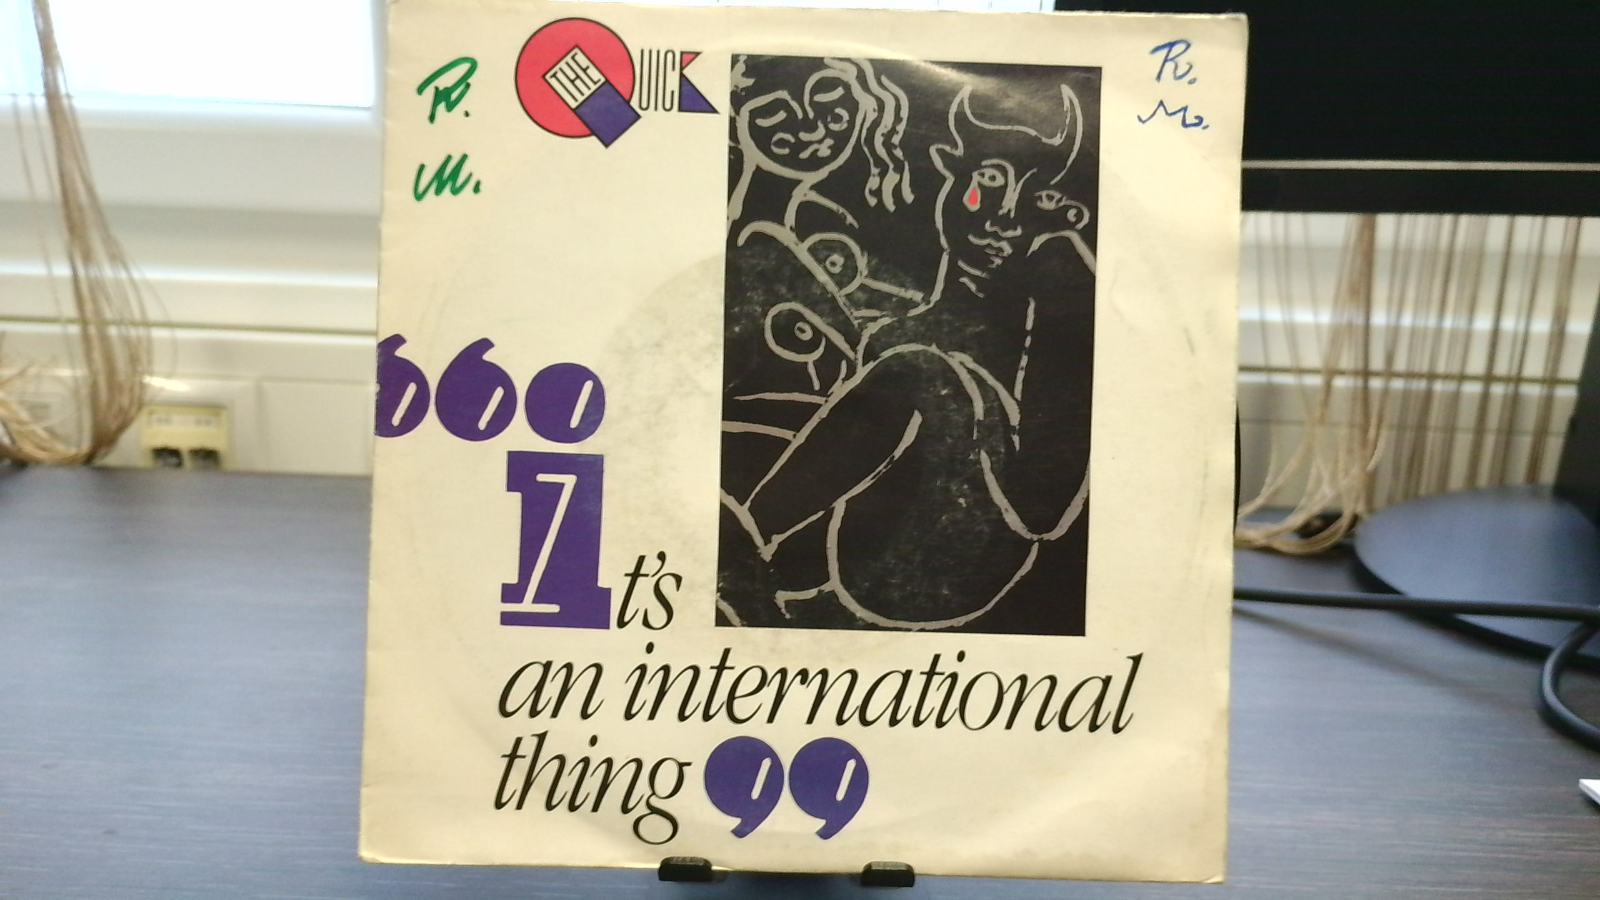 THE QUICK
R.
M.
R.
M.
“It's
an international
thing”